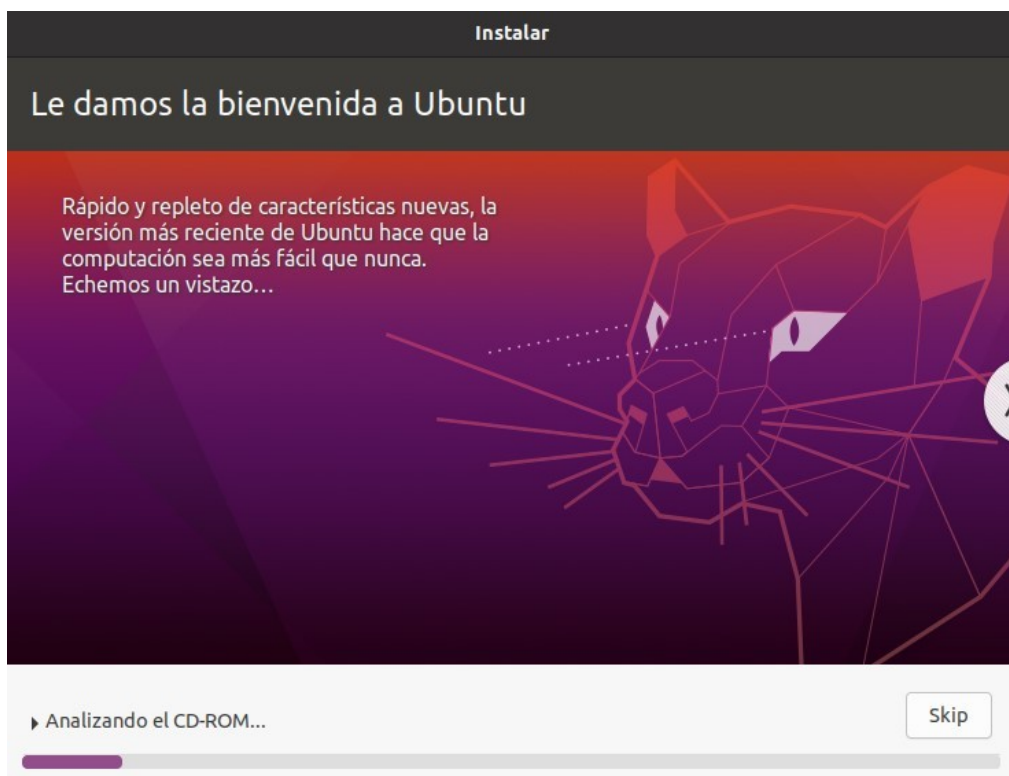 Instalar
Le damos la bienvenida a Ubuntu
Rápido y repleto de características nuevas, la
versión más reciente de Ubuntu hace que la
computación sea más fácil que nunca.
Echemos un vistazo...
Analizando el CD-ROM...
Skip